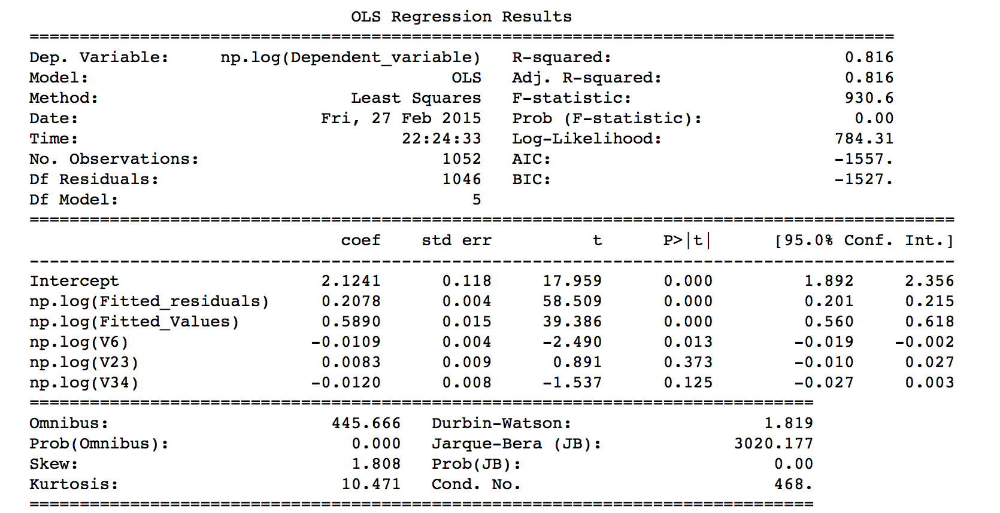 OLS Regression Results
==============================================================================================
Dep. Variable: np.log(Dependent_variable) R-squared: 0.816
Model: OLS Adj. R-squared: 0.816
Method: Least Squares F-statistic: 930.6
Date: Fri, 27 Feb 2015 Prob (F-statistic): 0.00
Time: 22:24:33 Log-Likelihood: 784.31
No. Observations: 1052 AIC: -1557.
Df Residuals: 1046 BIC: -1527.
Df Model: 5
====================================================================================================
coef std err t P>|t| [95.0% Conf. Int.]
----------------------------------------------------------------------------------------------------
Intercept 2.1241 0.118 17.959 0.000 1.892 2.356
np.log(Fitted_residuals) 0.2078 0.004 58.509 0.000 0.201 0.215
np.log(Fitted_Values) 0.5890 0.015 39.386 0.000 0.560 0.618
np.log(V6) -0.0109 0.004 -2.490 0.013 -0.019 -0.002
np.log(V23) 0.0083 0.009 0.891 0.373 -0.010 0.027
np.log(V34) -0.0120 0.008 -1.537 0.125 -0.027 0.003
==============================================================================
Omnibus: 445.666 Durbin-Watson: 1.819
Prob(Omnibus): 0.000 Jarque-Bera (JB): 3020.177
Skew: 1.808 Prob(JB): 0.00
Kurtosis: 10.471 Cond. No. 468.
==============================================================================